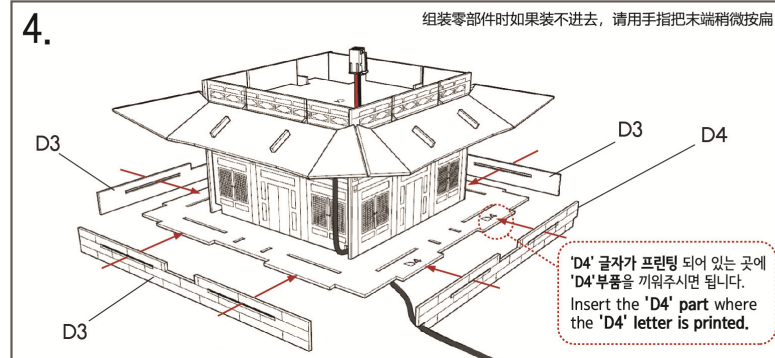 4.
组装零部件时如果装不进去，请用手指把末端稍微按扁
D3
D3
D4
D4
D4
D3
'D4' 글자가 프린팅 되어 있는 곳에
'D4'부품을 끼워주시면 됩니다.
Insert the 'D4' part where
the 'D4' letter is printed.